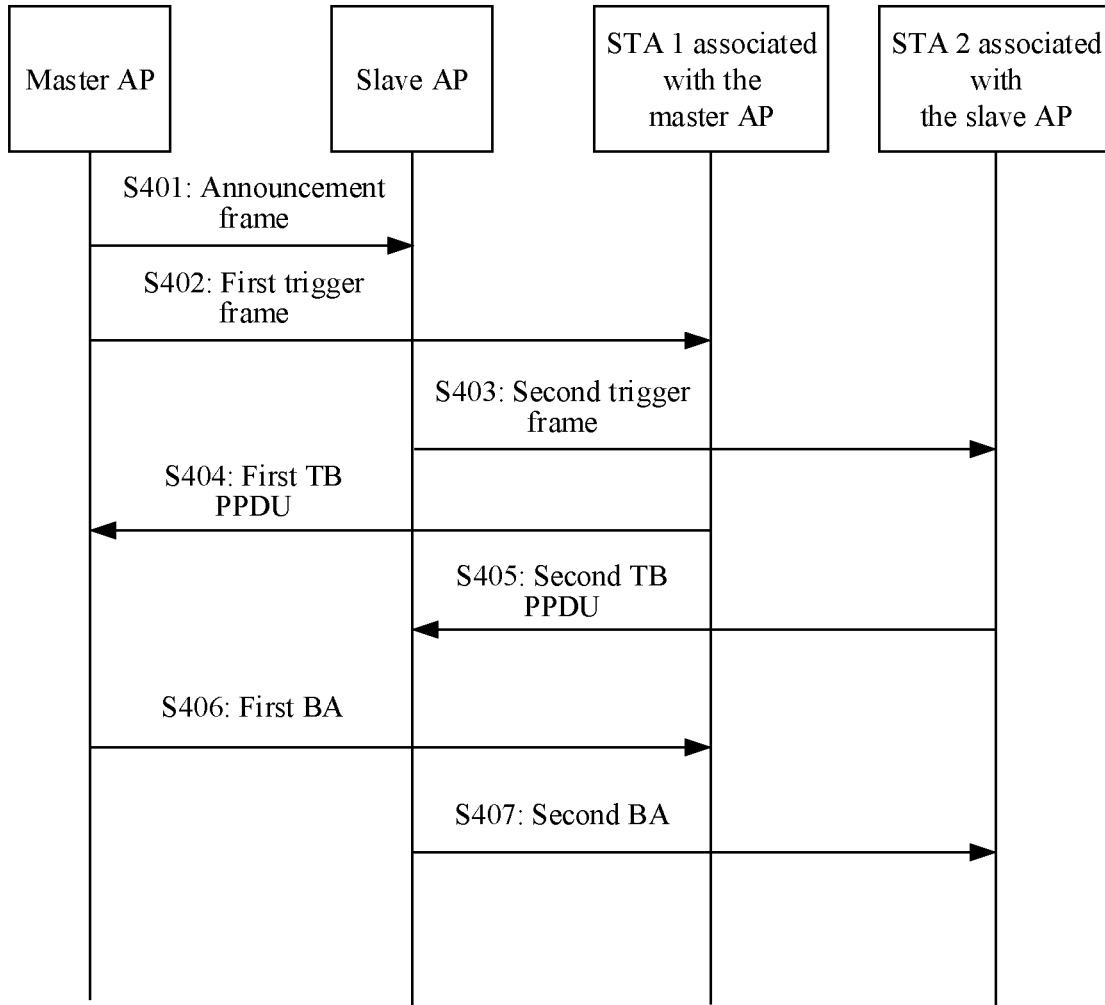 Master AP
Slave AP
STA 1 associated
with the
master AP
STA 2 associated
with
the slave AP
S401: Announcement
frame
S402: First trigger
frame
S403: Second trigger
frame
S404: First TB
PPDU
S405: Second TB
PPDU
S406: First BA
S407: Second BA